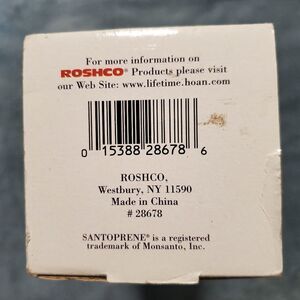 For more information on
ROSHCO® Products please visit
our Web Site: www.lifetime.hoan.com
0 15388 28678 6
ROSHCO,
Westbury, NY 11590
Made in China
# 28678
SANTOPRENE® is a registered
trademark of Monsanto, Inc.